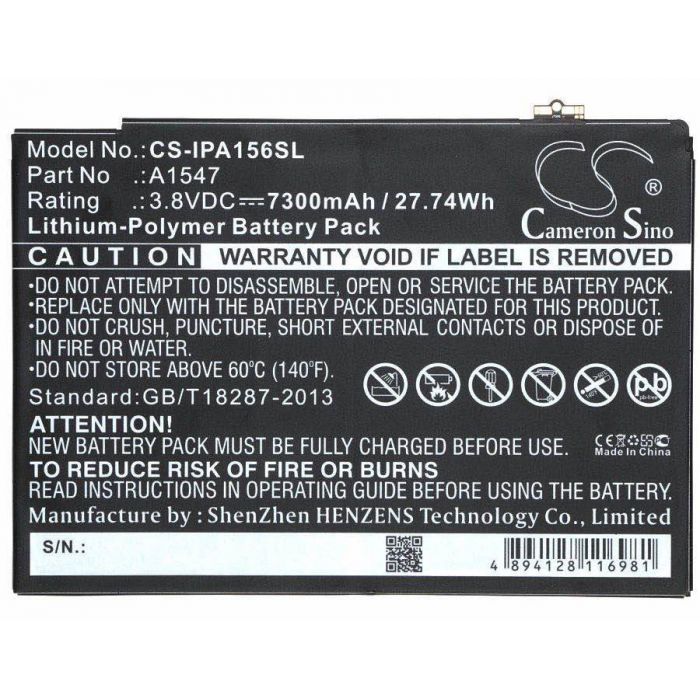 Model No.: CS-IPA156SL
Part No : A1547
Rating : 3.8VDC⎓7300mAh / 27.74Wh
Lithium-Polymer Battery Pack
CS®
Cameron Sino
CAUTION WARRANTY VOID IF LABEL IS REMOVED
•DO NOT ATTEMPT TO DISASSEMBLE, OPEN OR SERVICE THE BATTERY PACK.
•REPLACE ONLY WITH THE BATTERY PACK DESIGNATED FOR THIS PRODUCT.
•DO NOT CRUSH, PUNCTURE, SHORT EXTERNAL CONTACTS OR DISPOSE OF
IN FIRE OR WATER.
•DO NOT STORE ABOVE 60°C (140°F)
Standard:GB/T18287-2013
Pb
pb-free
ATTENTION!
NEW BATTERY PACK MUST BE FULLY CHARGED BEFORE USE.
TO REDUCE RISK OF FIRE OR BURNS
READ INSTRUCTIONS IN OPERATING GUIDE BEFORE USING BATTERY.
Manufacture by : ShenZhen HENZENS Technology Co., Limited
CE
Made In China
S/N.:
4 894128 116981